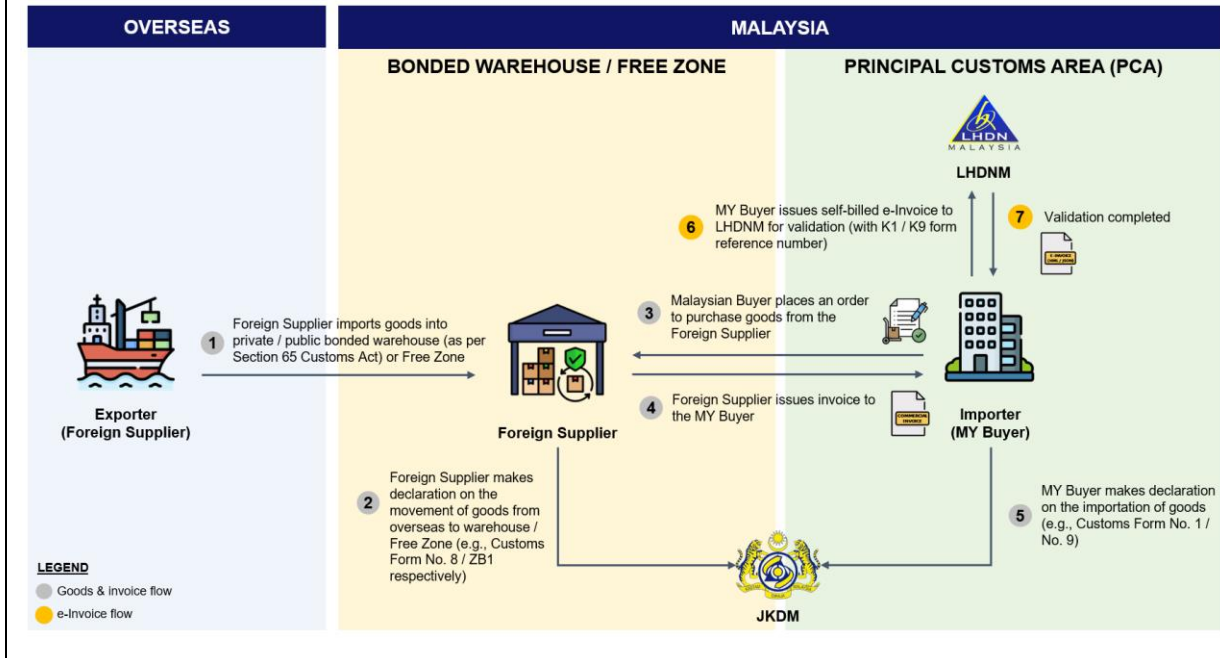 OVERSEAS
MALAYSIA
BONDED WAREHOUSE / FREE ZONE
PRINCIPAL CUSTOMS AREA (PCA)
LHDN
MALAYSIA
LHDNM
6
MY Buyer issues self-billed e-Invoice to
LHDNM for validation (with K1 / K9 form
reference number)
7
Validation completed
1
Foreign Supplier imports goods into
private / public bonded warehouse (as per
Section 65 Customs Act) or Free Zone
3
Malaysian Buyer places an order
to purchase goods from the
Foreign Supplier
4
Foreign Supplier issues invoice to
the MY Buyer
COMMERCIAL
INVOICE
Exporter
(Foreign Supplier)
Foreign Supplier
Importer
(MY Buyer)
2
Foreign Supplier makes
declaration on the
movement of goods from
overseas to warehouse /
Free Zone (e.g., Customs
Form No. 8 / ZB1
respectively)
5
MY Buyer makes declaration
on the importation of goods
(e.g., Customs Form No. 1 /
No. 9)
JKDM
LEGEND
Goods & invoice flow
e-Invoice flow